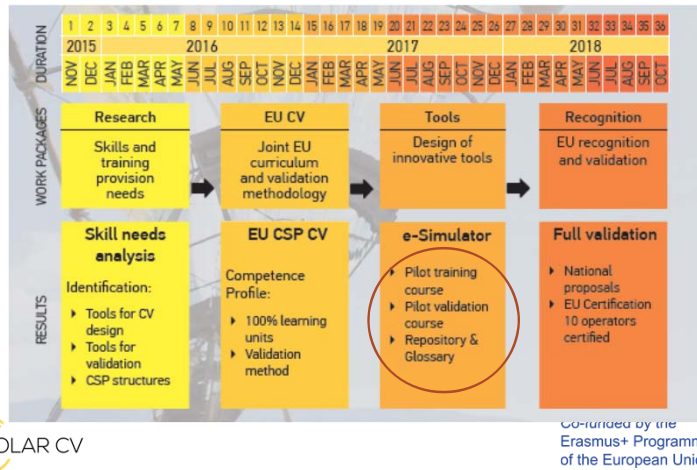 DURATION
1 2 3 4 5 6 7 8 9 10 11 12 13 14 15 16 17 18 19 20 21 22 23 24 25 26 27 28 29 30 31 32 33 34 35 36
2015 2016 2017 2018
NOV DEC JAN FEB MAR APR MAY JUN JUL AUG SEP OCT NOV DEC JAN FEB MAR APR MAY JUN JUL AUG SEP OCT NOV DEC JAN FEB MAR APR MAY JUN JUL AUG SEP OCT
WORK PACKAGES
Research
Skills and
training
provision
needs
EU CV
Joint EU
curriculum
and validation
methodology
Tools
Design of
innovative tools
Recognition
EU recognition
and validation
RESULTS
Skill needs
analysis
Identification:
Tools for CV
design
Tools for
validation
CSP structures
EU CSP CV
Competence
Profile:
100% learning
units
Validation
method
e-Simulator
Pilot training
course
Pilot validation
course
Repository &
Glossary
Full validation
National
proposals
EU Certification
10 operators
certified
OLAR CV
Co-funded by the
Erasmus+ Programm
of the European Unio